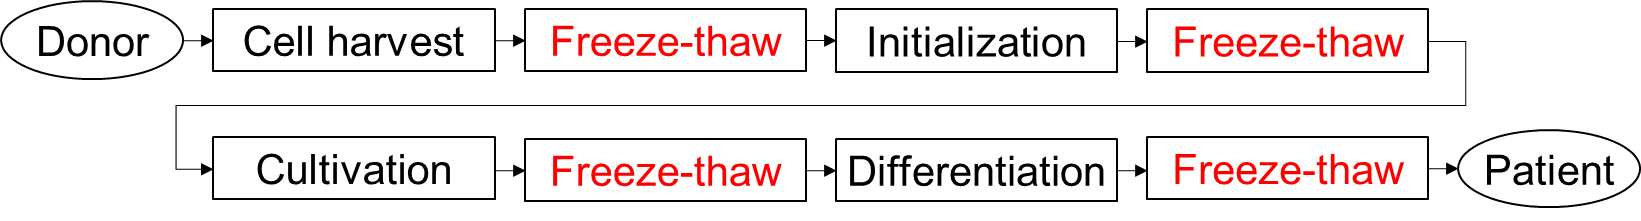 Donor
Cell harvest
Freeze-thaw
Initialization
Freeze-thaw
Cultivation
Freeze-thaw
Differentiation
Freeze-thaw
Patient